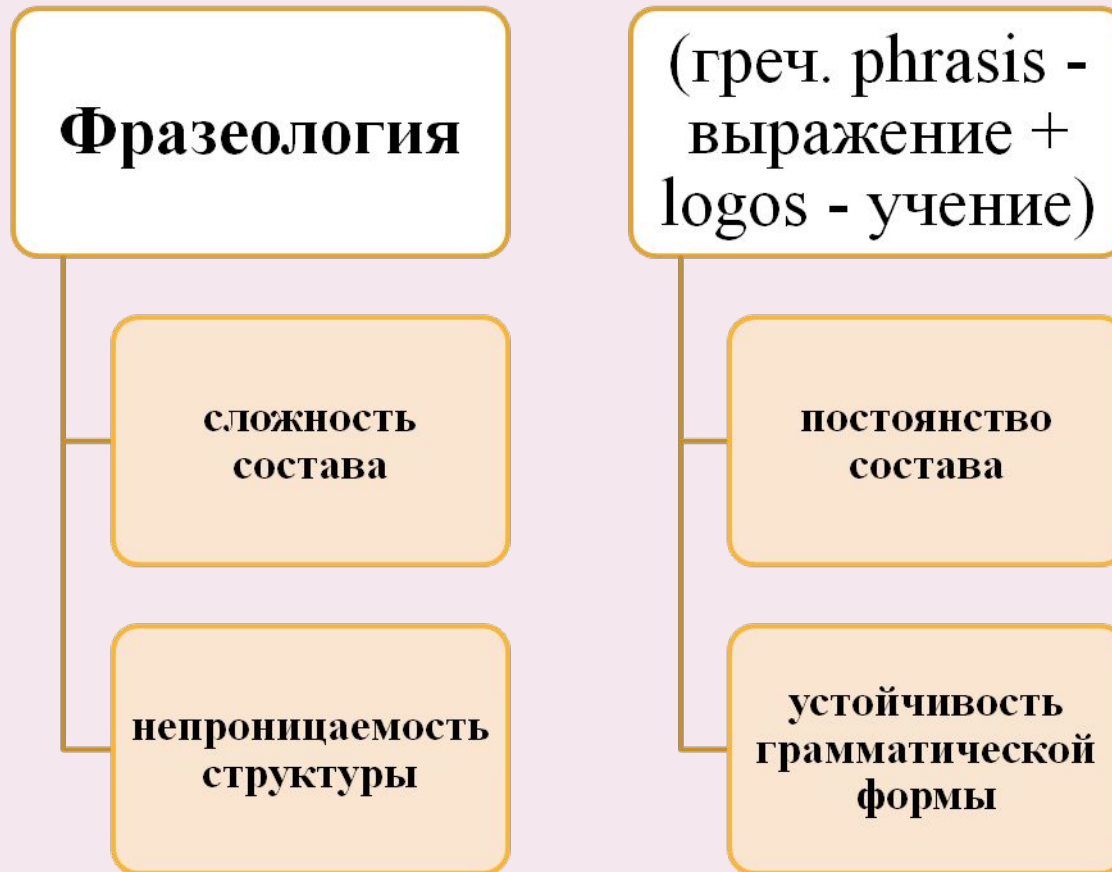 Фразеология
(греч. phrasis -
выражение +
logos - учение)
сложность
состава
постоянство
состава
непроницаемость
структуры
устойчивость
грамматической
формы